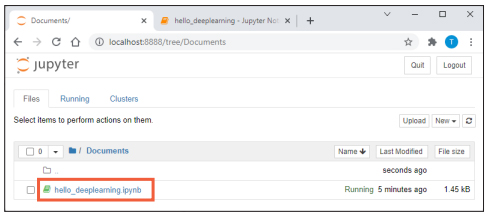 Documents/
hello_deeplearning - Jupyter Not
localhost:8888/tree/Documents
T
jupyter
Quit Logout
Files Running Clusters
Select items to perform actions on them.
Upload New
0 / Documents Name Last Modified File size
.. seconds ago
hello_deeplearning.ipynb Running 5 minutes ago 1.45 kB